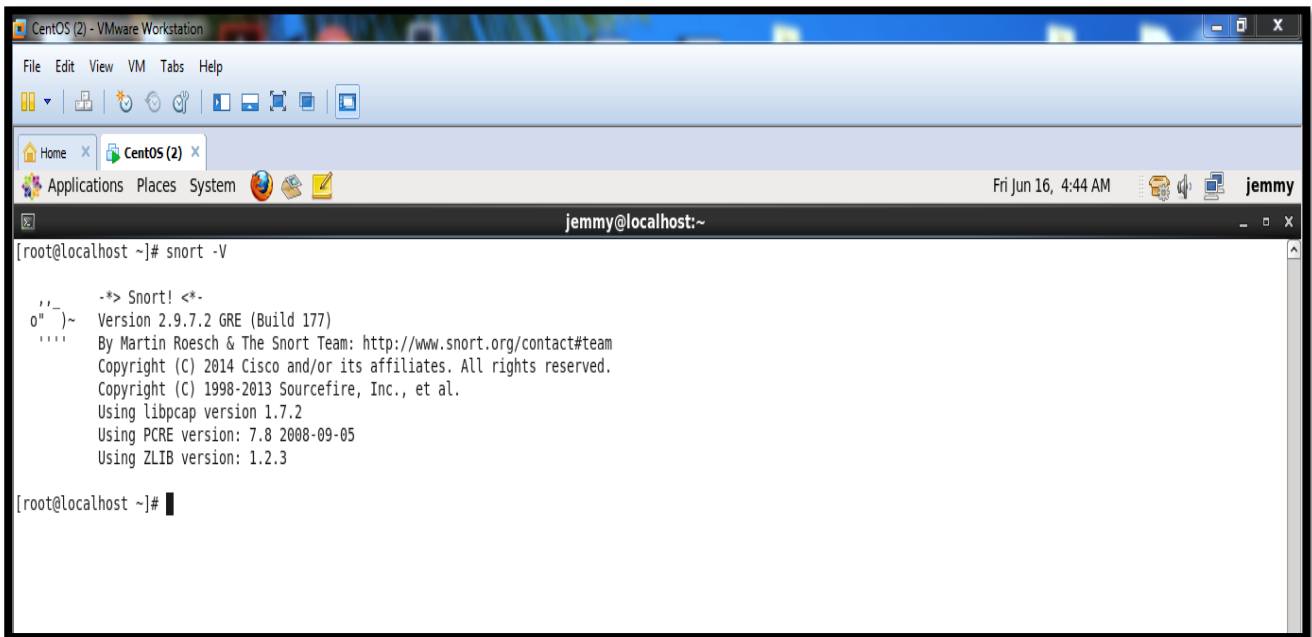 CentOS (2) - VMware Workstation
File Edit View VM Tabs Help
Home CentOS (2)
Applications Places System Fri Jun 16, 4:44 AM jemmy
jemmy@localhost:~
[root@localhost ~]# snort -V
,,_ -*> Snort! <*-
o" )~ Version 2.9.7.2 GRE (Build 177)
'''' By Martin Roesch & The Snort Team: http://www.snort.org/contact#team
Copyright (C) 2014 Cisco and/or its affiliates. All rights reserved.
Copyright (C) 1998-2013 Sourcefire, Inc., et al.
Using libpcap version 1.7.2
Using PCRE version: 7.8 2008-09-05
Using ZLIB version: 1.2.3
[root@localhost ~]#